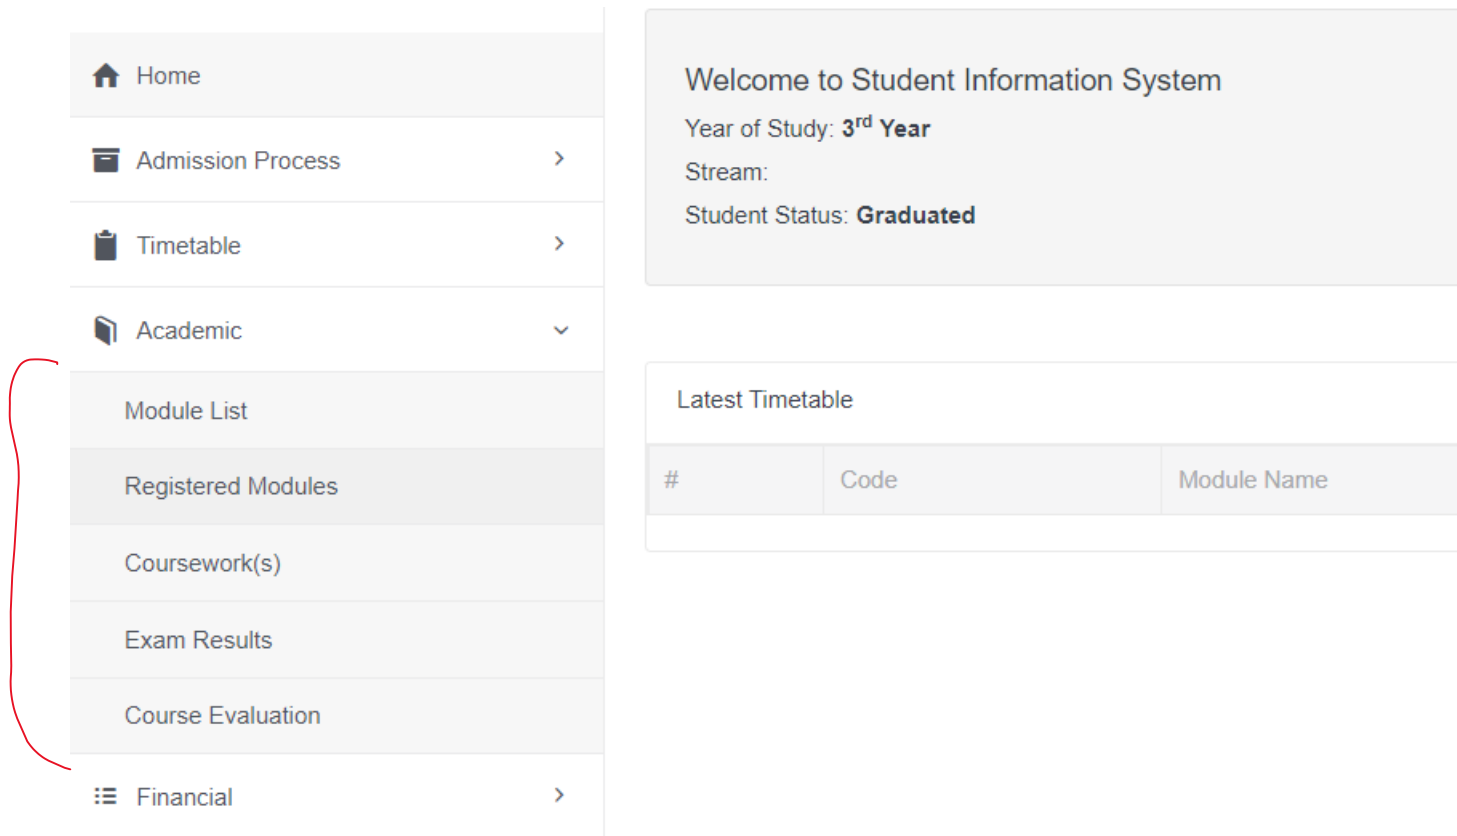 Home
Admission Process
Timetable
Academic
Module List
Registered Modules
Coursework(s)
Exam Results
Course Evaluation
Financial
Welcome to Student Information System
Year of Study: 3rd Year
Stream:
Student Status: Graduated
Latest Timetable
# Code Module Name